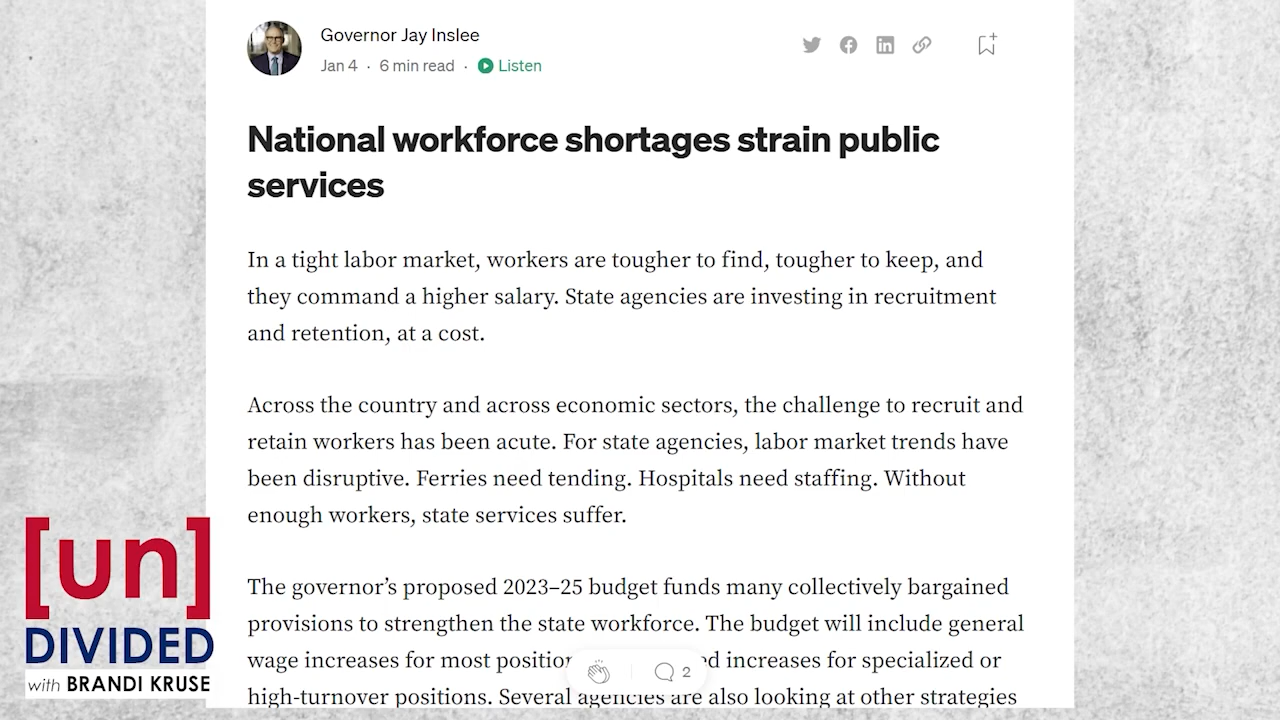 Governor Jay Inslee
Jan 4 · 6 min read · Listen
National workforce shortages strain public
services
In a tight labor market, workers are tougher to find, tougher to keep, and
they command a higher salary. State agencies are investing in recruitment
and retention, at a cost.
Across the country and across economic sectors, the challenge to recruit and
retain workers has been acute. For state agencies, labor market trends have
been disruptive. Ferries need tending. Hospitals need staffing. Without
enough workers, state services suffer.
The governor’s proposed 2023–25 budget funds many collectively bargained
provisions to strengthen the state workforce. The budget will include general
wage increases for most increases for specialized or
2
high-turnover positions. Several agencies are also looking at other strategies
[un]
DIVIDED
with BRANDI KRUSE